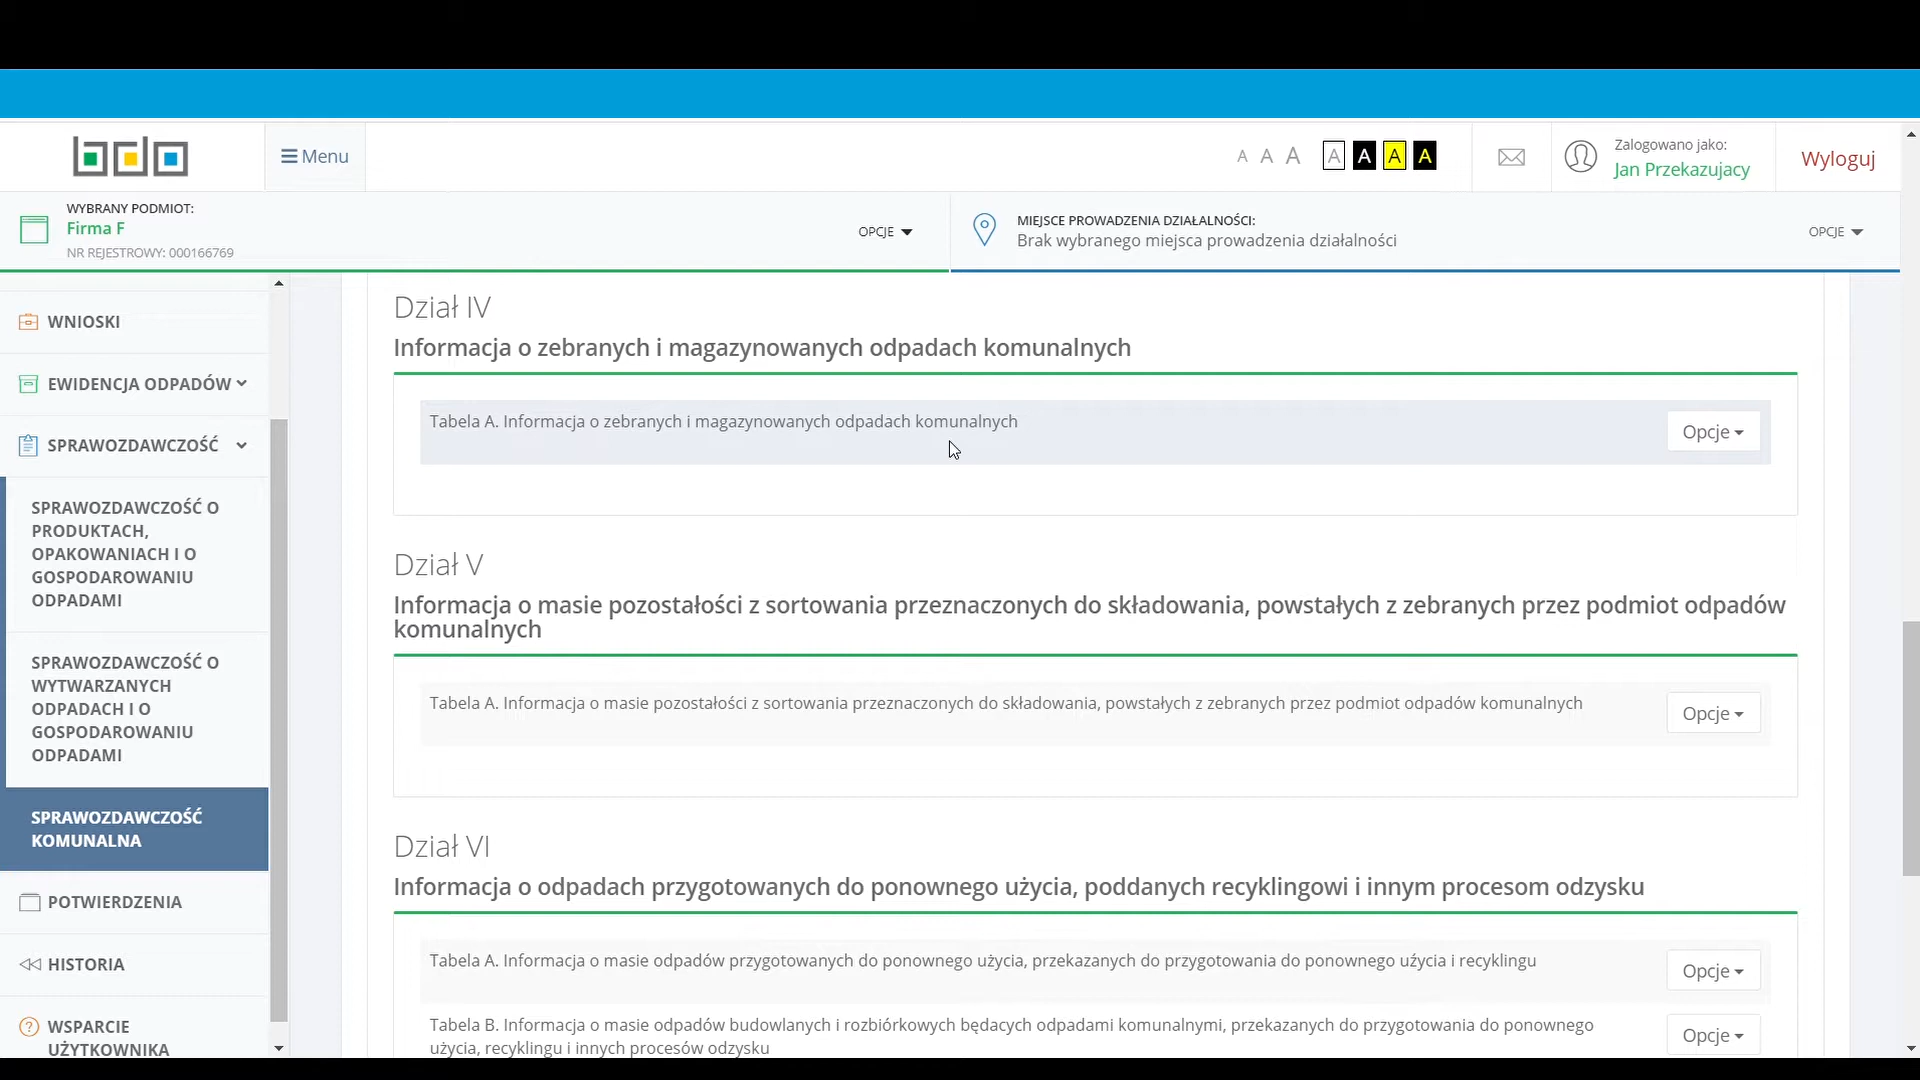 bdo
Menu
A A A A A A A
Zalogowano jako:
Jan Przekazujacy
Wyloguj
WYBRANY PODMIOT:
Firma F
NR REJESTROWY: 000166769
OPCJE
MIEJSCE PROWADZENIA DZIAŁALNOŚCI:
Brak wybranego miejsca prowadzenia działalności
OPCJE
WNIOSKI
EWIDENCJA ODPADÓW
SPRAWOZDAWCZOŚĆ
SPRAWOZDAWCZOŚĆ O
PRODUKTACH,
OPAKOWANIACH I O
GOSPODAROWANIU
ODPADAMI
SPRAWOZDAWCZOŚĆ O
WYTWARZANYCH
ODPADACH I O
GOSPODAROWANIU
ODPADAMI
SPRAWOZDAWCZOŚĆ
KOMUNALNA
POTWIERDZENIA
HISTORIA
WSPARCIE
UŻYTKOWNIKA
Dział IV
Informacja o zebranych i magazynowanych odpadach komunalnych
Tabela A. Informacja o zebranych i magazynowanych odpadach komunalnych
Opcje
Dział V
Informacja o masie pozostałości z sortowania przeznaczonych do składowania, powstałych z zebranych przez podmiot odpadów
komunalnych
Tabela A. Informacja o masie pozostałości z sortowania przeznaczonych do składowania, powstałych z zebranych przez podmiot odpadów komunalnych
Opcje
Dział VI
Informacja o odpadach przygotowanych do ponownego użycia, poddanych recyklingowi i innym procesom odzysku
Tabela A. Informacja o masie odpadów przygotowanych do ponownego użycia, przekazanych do przygotowania do ponownego użycia i recyklingu
Opcje
Tabela B. Informacja o masie odpadów budowlanych i rozbiórkowych będacych odpadami komunalnymi, przekazanych do przygotowania do ponownego
użycia, recyklingu i innych procesów odzysku
Opcje